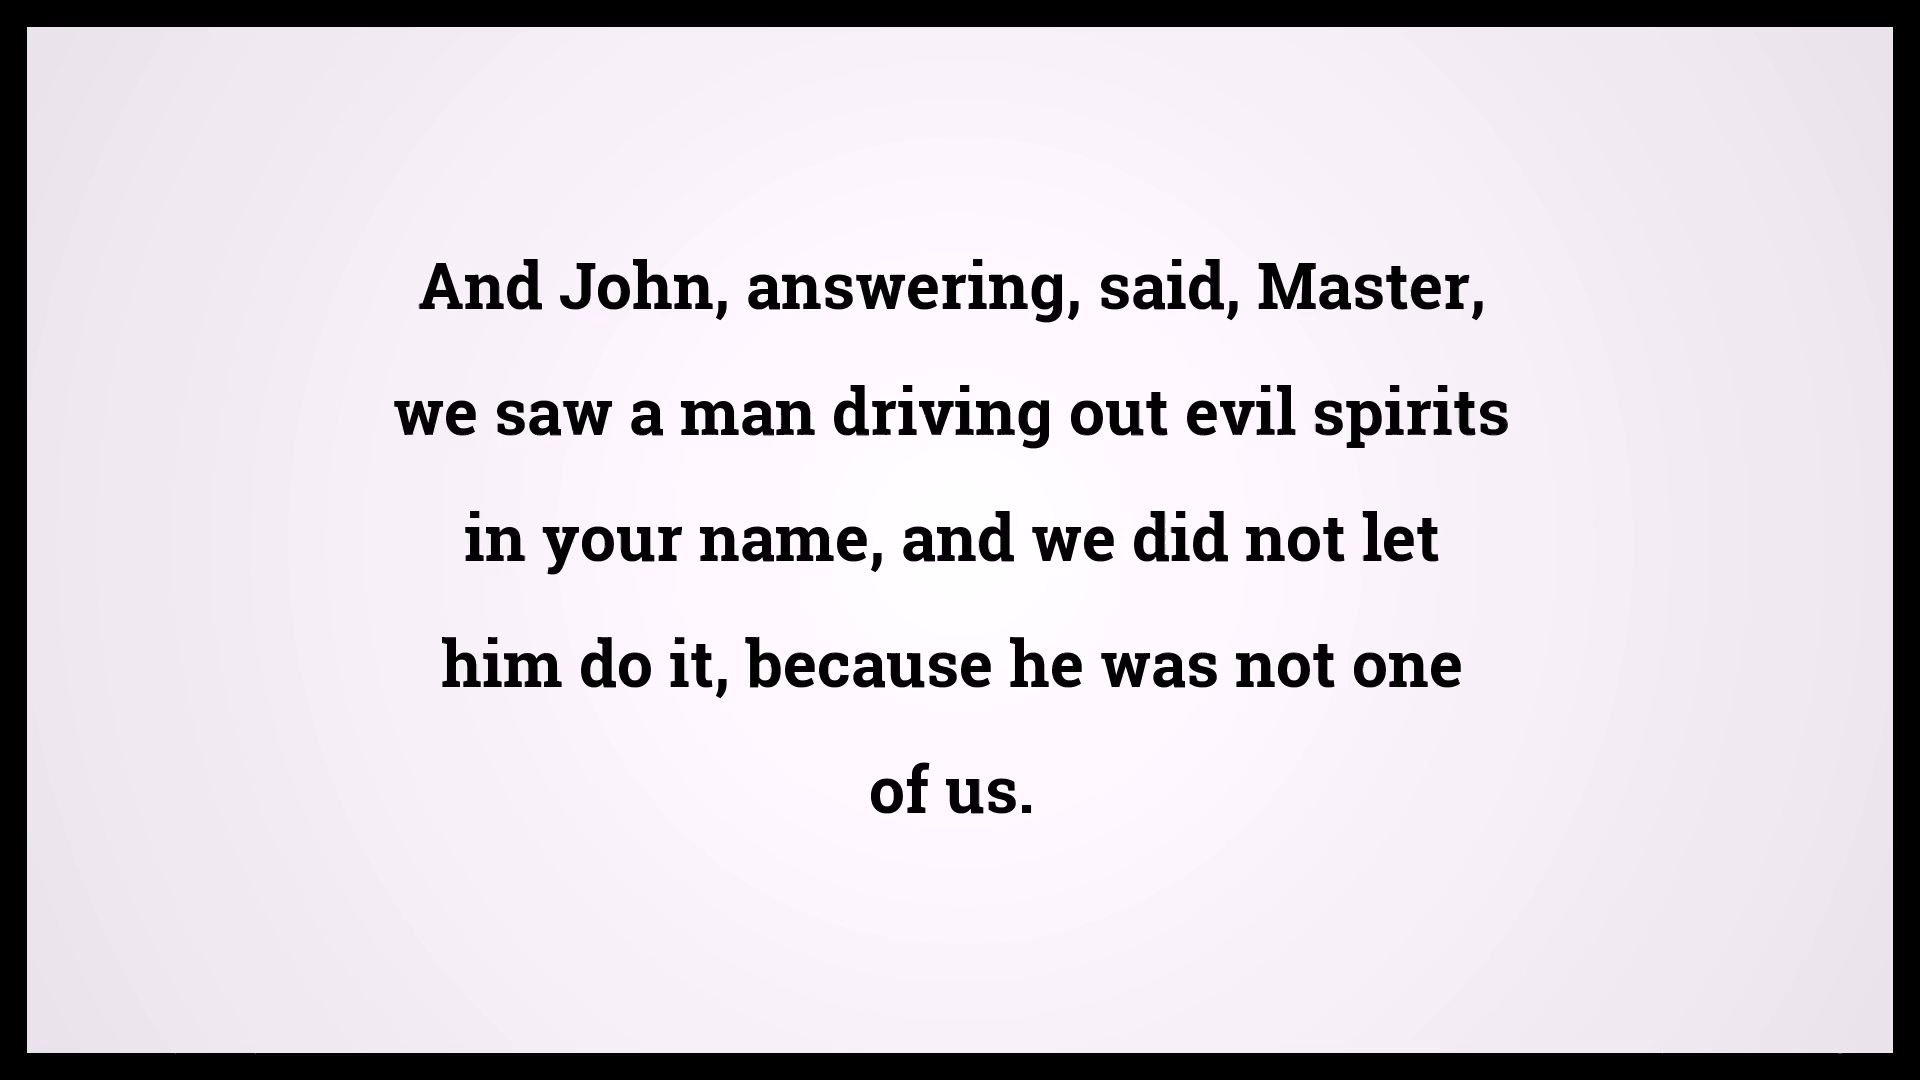 And John, answering, said, Master,
we saw a man driving out evil spirits
in your name, and we did not let
him do it, because he was not one
of us.